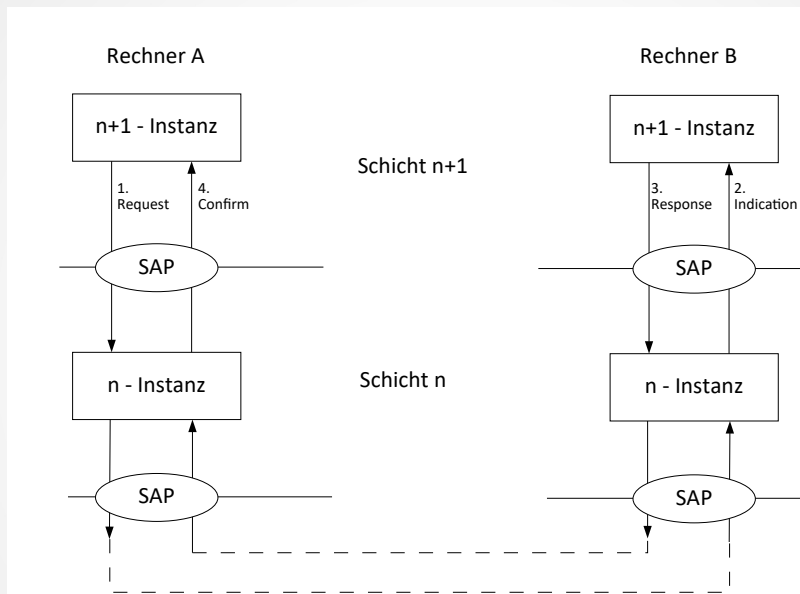 Rechner A
Rechner B
n+1 - Instanz
n+1 - Instanz
Schicht n+1
1.
Request
4.
Confirm
3.
Response
2.
Indication
SAP
SAP
n - Instanz
Schicht n
n - Instanz
SAP
SAP